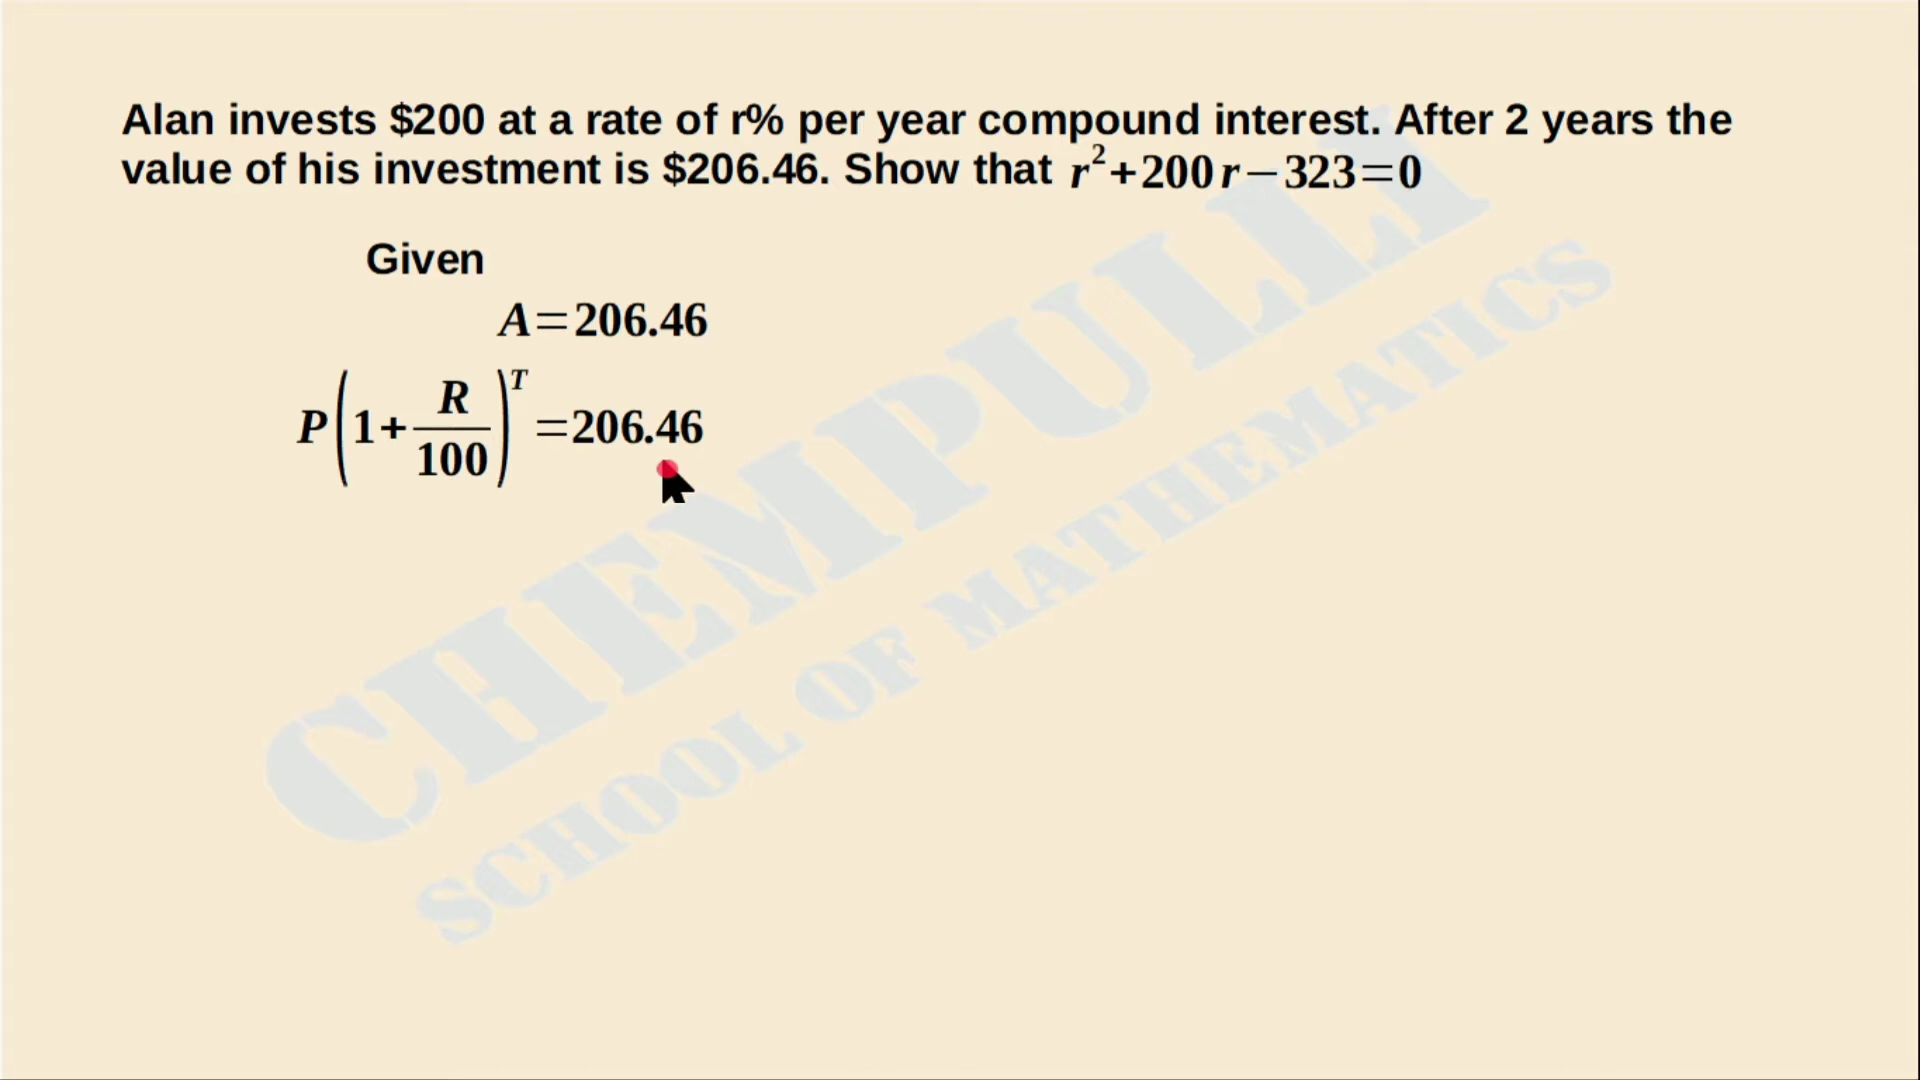 Alan invests $200 at a rate of r% per year compound interest. After 2 years the
value of his investment is $206.46. Show that r²+200r−323=0
Given
A=206.46
P(1+R/100)^T=206.46
CHEMPULLI
SCHOOL OF MATHEMATICS